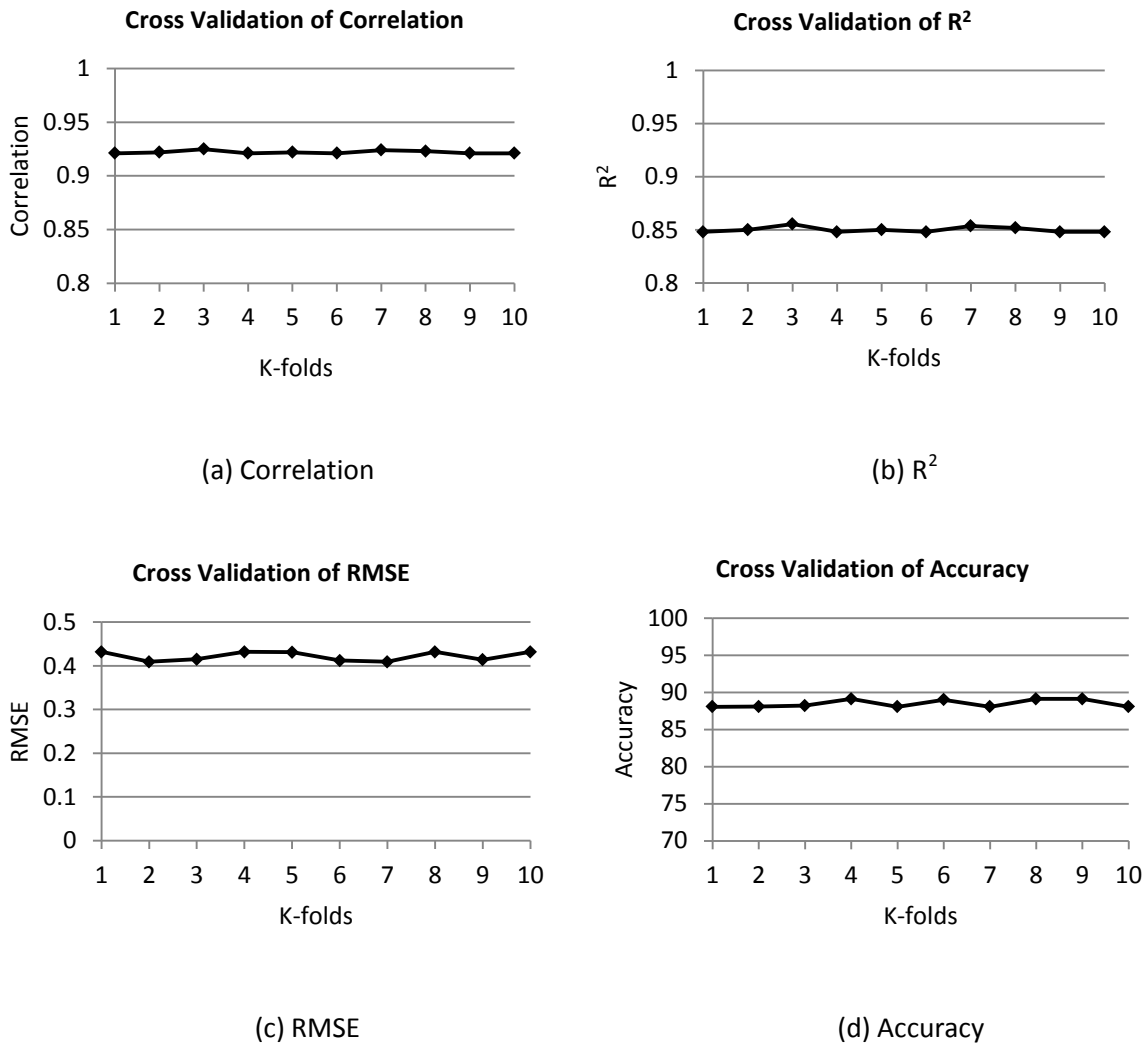 Cross Validation of Correlation
1
0.95
0.9
0.85
0.8
Correlation
1 2 3 4 5 6 7 8 9 10
K-folds
(a) Correlation
Cross Validation of R²
1
0.95
0.9
0.85
0.8
R²
1 2 3 4 5 6 7 8 9 10
K-folds
(b) R²
Cross Validation of RMSE
0.5
0.4
0.3
0.2
0.1
0
RMSE
1 2 3 4 5 6 7 8 9 10
K-folds
(c) RMSE
Cross Validation of Accuracy
100
95
90
85
80
75
70
Accuracy
1 2 3 4 5 6 7 8 9 10
K-folds
(d) Accuracy